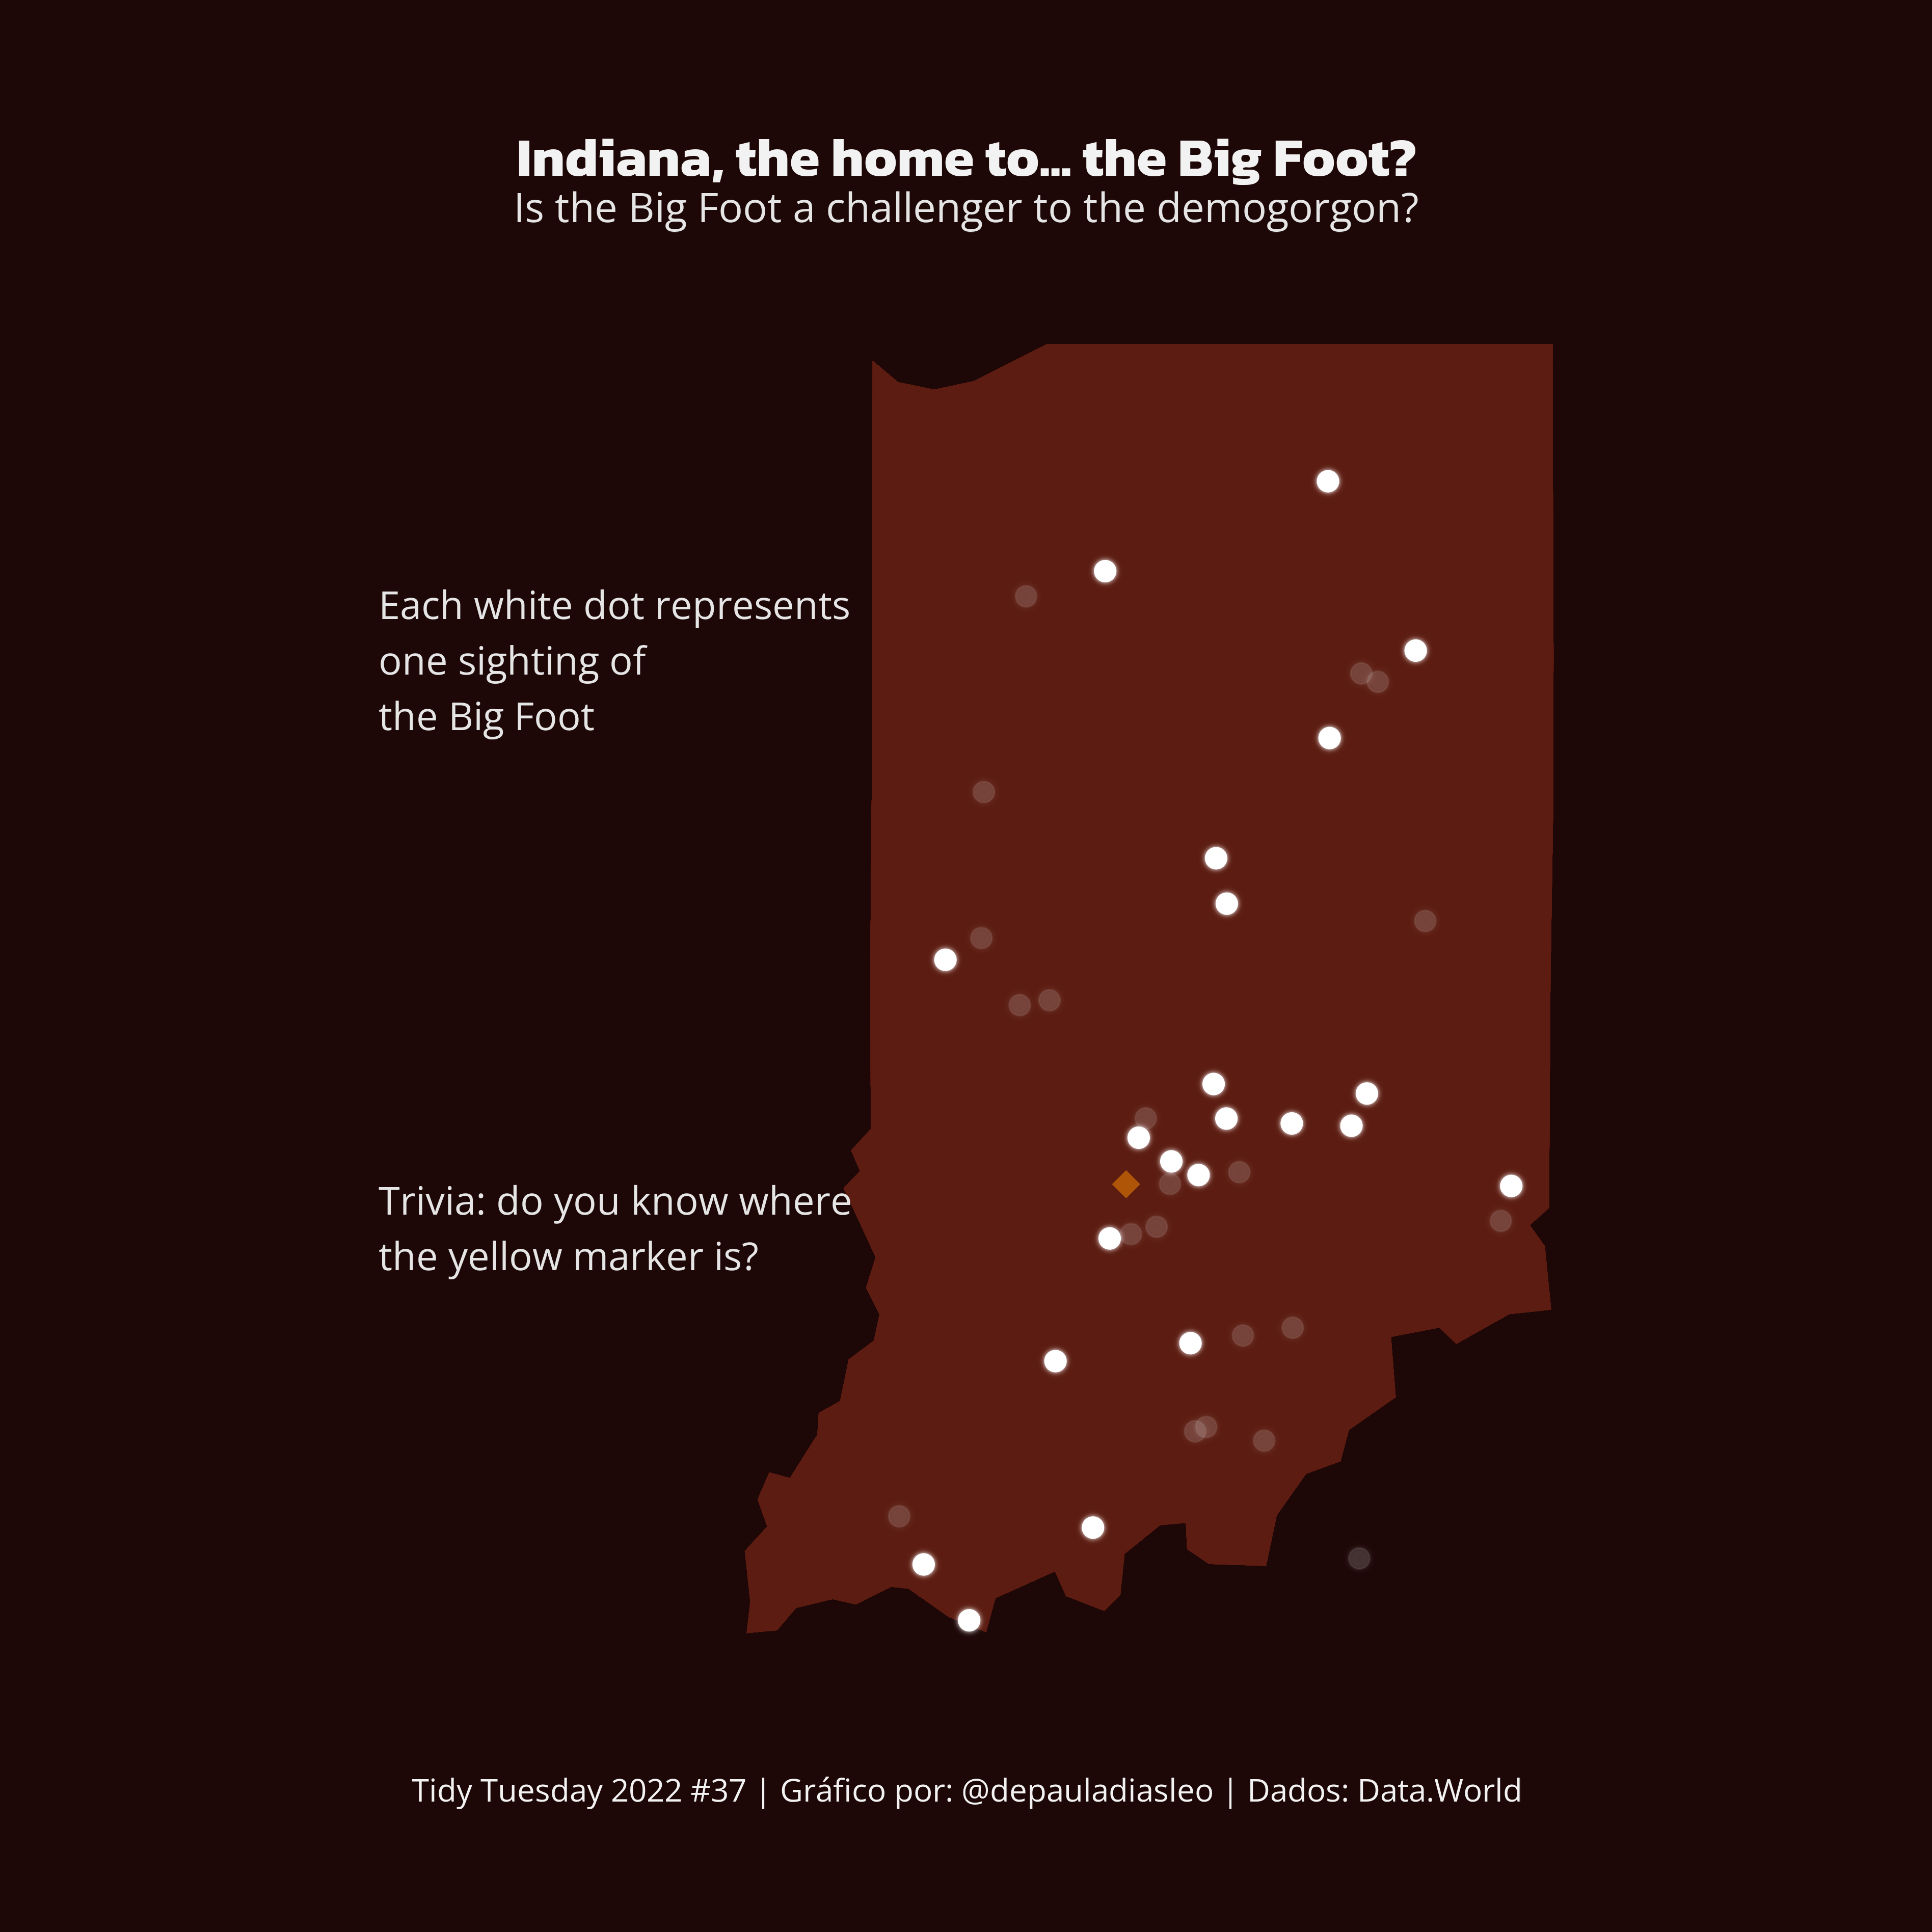 Indiana, the home to... the Big Foot?
Is the Big Foot a challenger to the demogorgon?
Each white dot represents
one sighting of
the Big Foot
Trivia: do you know where
the yellow marker is?
Tidy Tuesday 2022 #37 | Gráfico por: @depauladiasleo | Dados: Data.World